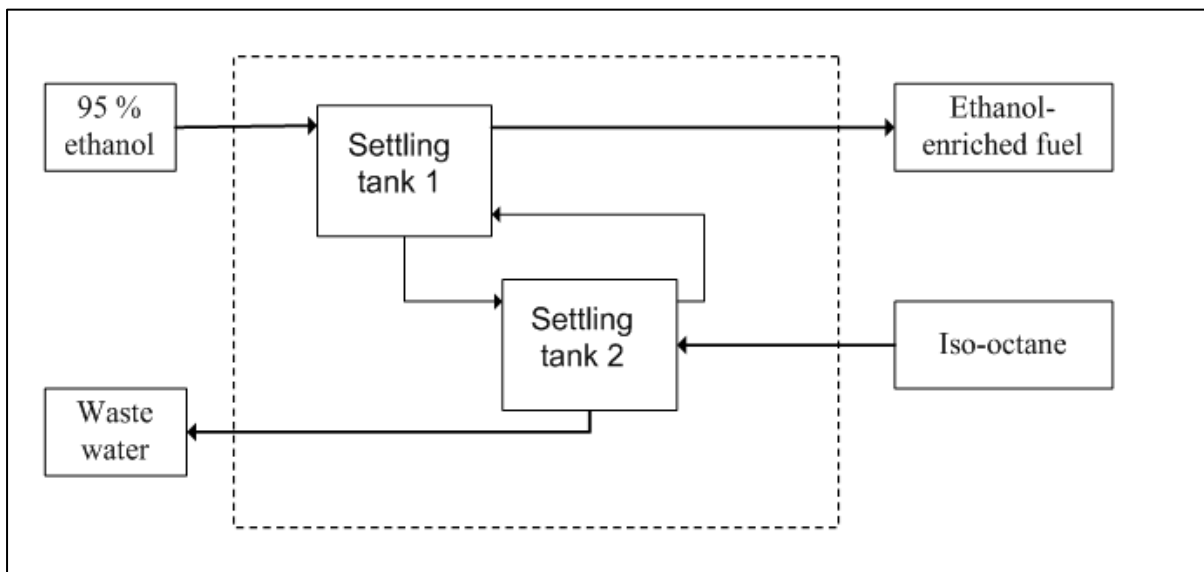 95 %
ethanol
Settling
tank 1
Ethanol-
enriched fuel
Settling
tank 2
Iso-octane
Waste
water